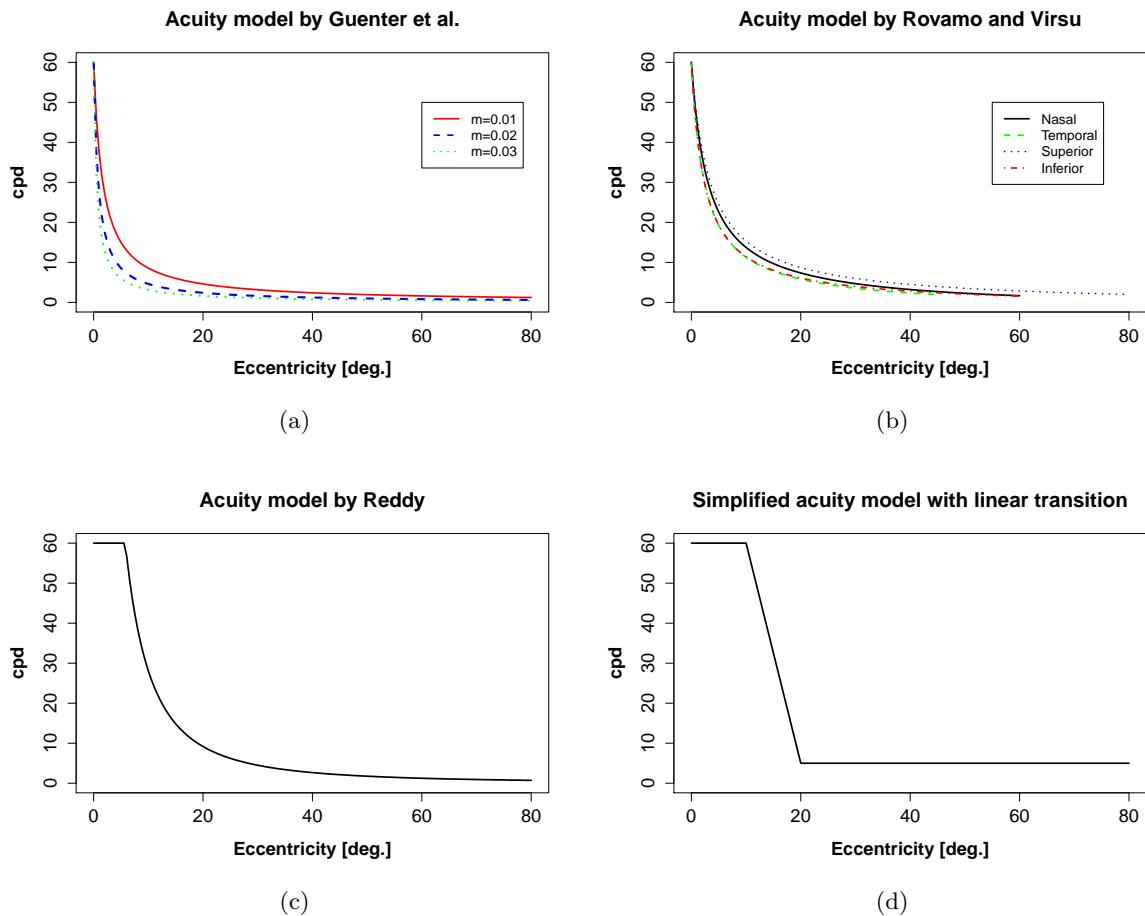 Acuity model by Guenter et al.
cpd
60
50
40
30
20
10
0
m=0.01
m=0.02
m=0.03
0 20 40 60 80
Eccentricity [deg.]
(a)
Acuity model by Rovamo and Virsu
cpd
60
50
40
30
20
10
0
Nasal
Temporal
Superior
Inferior
0 20 40 60 80
Eccentricity [deg.]
(b)
Acuity model by Reddy
cpd
60
50
40
30
20
10
0
0 20 40 60 80
Eccentricity [deg.]
(c)
Simplified acuity model with linear transition
cpd
60
50
40
30
20
10
0
0 20 40 60 80
Eccentricity [deg.]
(d)